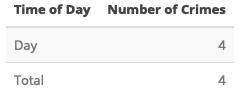 Time of Day Number of Crimes
Day 4
Total 4